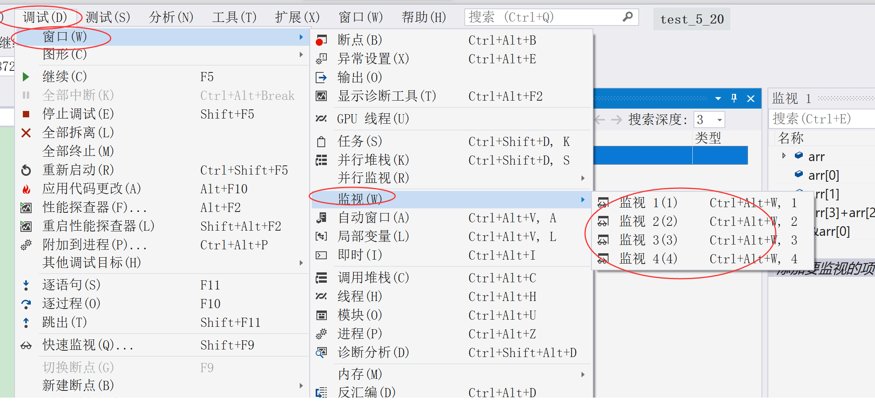 调试(D) 测试(S) 分析(N) 工具(T) 扩展(X) 窗口(W) 帮助(H) 搜索 (Ctrl+Q) test_5_20
窗口(W)
图形(C)
继续(C) F5
全部中断(K) Ctrl+Alt+Break
停止调试(E) Shift+F5
全部拆离(L)
全部终止(M)
重新启动(R) Ctrl+Shift+F5
应用代码更改(A) Alt+F10
性能探查器(F)... Alt+F2
重启性能探查器(L) Shift+Alt+F2
附加到进程(P)... Ctrl+Alt+P
其他调试目标(H)
逐语句(S) F11
逐过程(O) F10
跳出(T) Shift+F11
快速监视(Q)... Shift+F9
切换断点(G) F9
新建断点(B)
断点(B) Ctrl+Alt+B
异常设置(X) Ctrl+Alt+E
输出(O)
显示诊断工具(T) Ctrl+Alt+F2
GPU 线程(U)
任务(S) Ctrl+Shift+D, K
并行堆栈(K) Ctrl+Shift+D, S
并行监视(R)
监视(W)
自动窗口(A) Ctrl+Alt+V, A
局部变量(L) Ctrl+Alt+V, L
即时(I) Ctrl+Alt+I
调用堆栈(C) Ctrl+Alt+C
线程(H) Ctrl+Alt+H
模块(O) Ctrl+Alt+U
进程(P) Ctrl+Alt+Z
诊断分析(D) Ctrl+Shift+Alt+D
内存(M)
反汇编(D) Ctrl+Alt+D
监视 1(1) Ctrl+Alt+W, 1
监视 2(2) Ctrl+Alt+W, 2
监视 3(3) Ctrl+Alt+W, 3
监视 4(4) Ctrl+Alt+W, 4
搜索深度: 3
类型
监视 1
搜索(Ctrl+E)
名称
arr
arr[0]
arr[1]
arr[3]+arr[2
&arr[0]
添加要监视的项